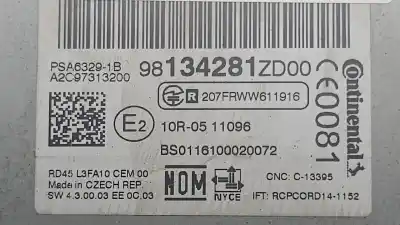 PSA6329-1B
A2C97313200
98134281ZD00
R 207FRWW611916
E2
10R-05 11096
BS0116100020072
CE0081
Continental
RD45 L3FA10 CEM 00
Made in CZECH REP.
SW 4.3.00.03 EE 0C.03
NOM
NYCE
CNC: C-13395
IFT: RCPCORD14-1152